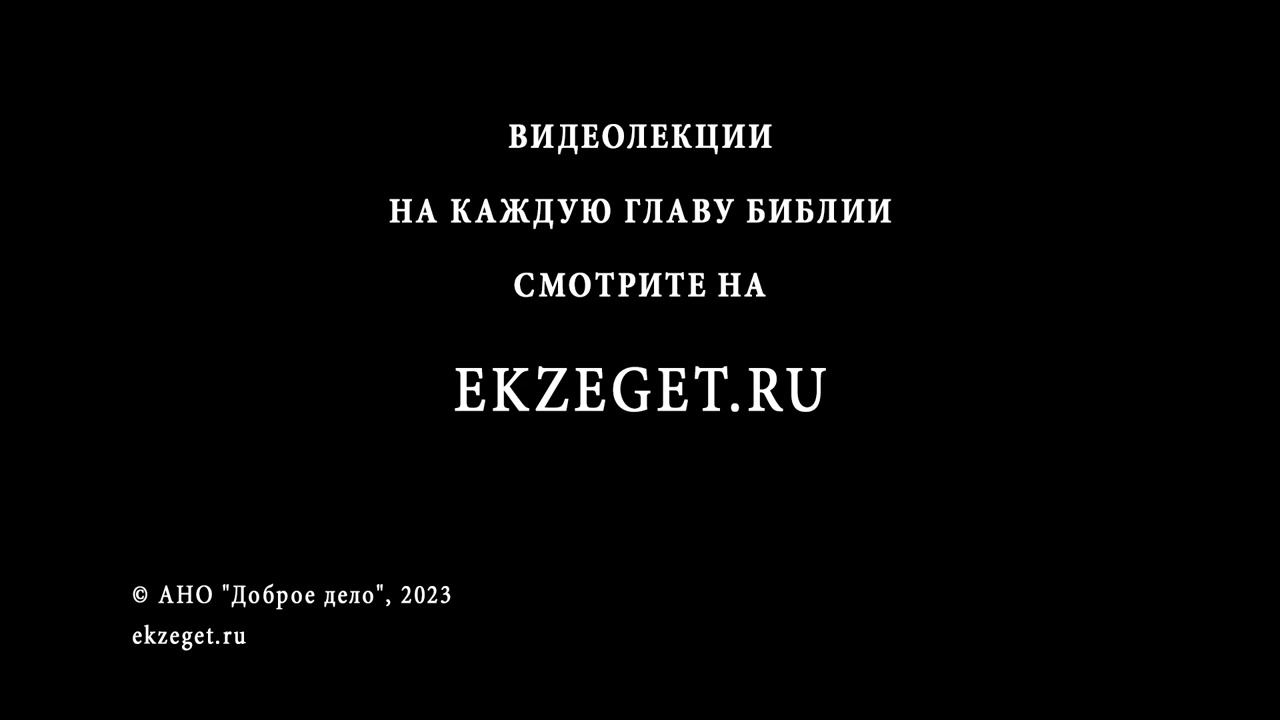 ВИДЕОЛЕКЦИИ
НА КАЖДУЮ ГЛАВУ БИБЛИИ
СМОТРИТЕ НА
EKZEGET.RU
© АНО "Доброе дело", 2023
ekzeget.ru